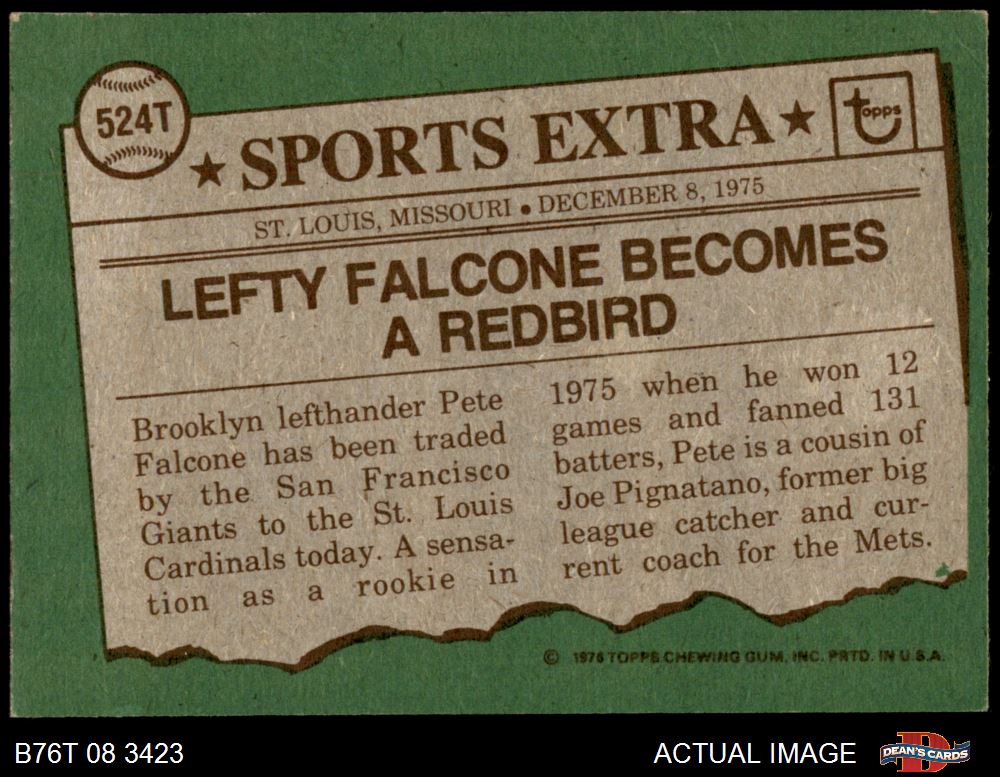 524T
★ SPORTS EXTRA ★
Topps
ST. LOUIS, MISSOURI • DECEMBER 8, 1975
LEFTY FALCONE BECOMES
A REDBIRD
Brooklyn lefthander Pete
Falcone has been traded
by the San Francisco
Giants to the St. Louis
Cardinals today. A sensa-
tion as a rookie in
1975 when he won 12
games and fanned 131
batters, Pete is a cousin of
Joe Pignatano, former big
league catcher and cur-
rent coach for the Mets.
© 1976 TOPPS CHEWING GUM, INC. PRTD. IN U.S.A.
B76T 08 3423
ACTUAL IMAGE
D
DEAN'S CARDS